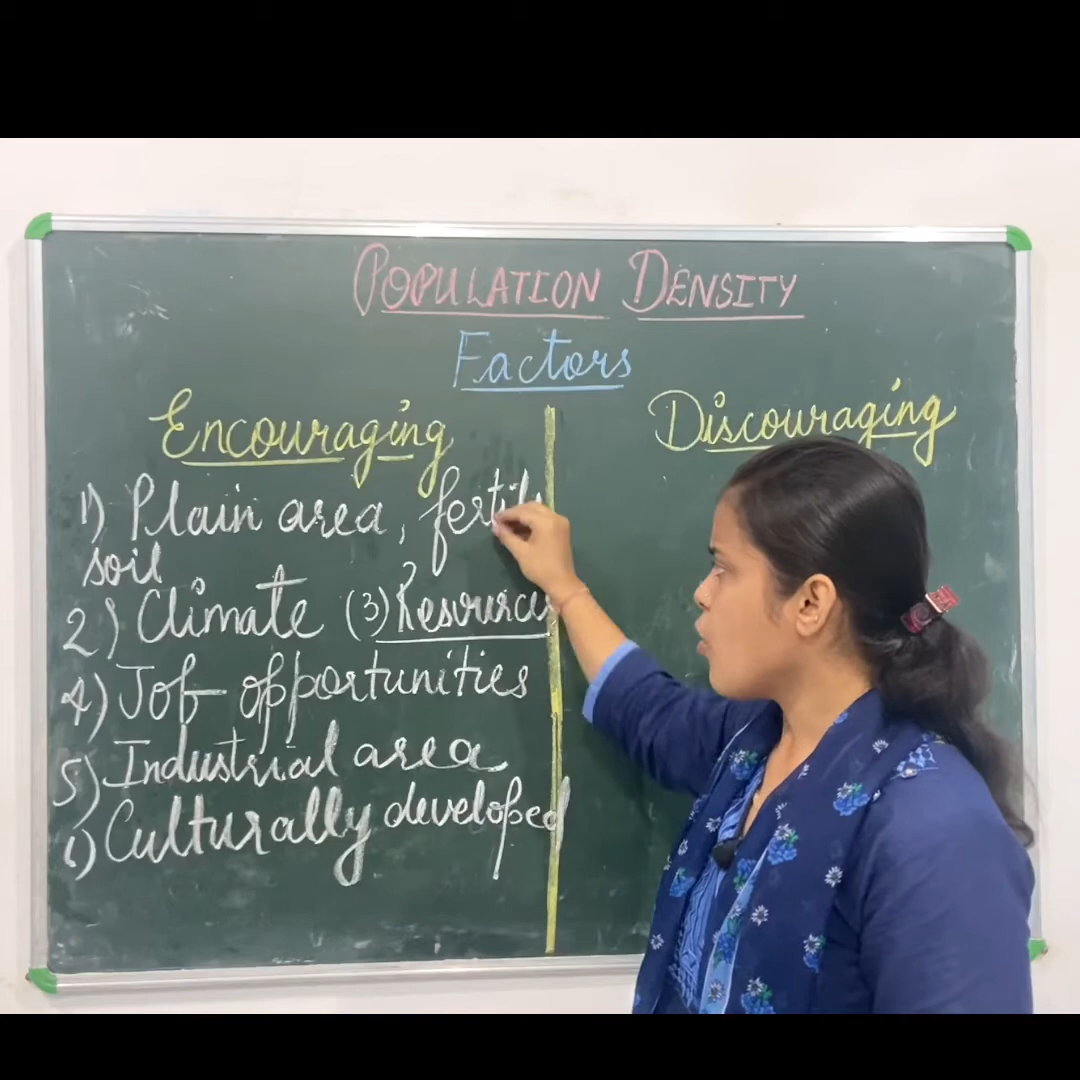 POPULATION DENSITY
Factors
Encouraging
1) Plain area, fertile
soil
2) Climate (3) Resources
4) Job opportunities
5) Industrial area
6) Culturally developed
Discouraging